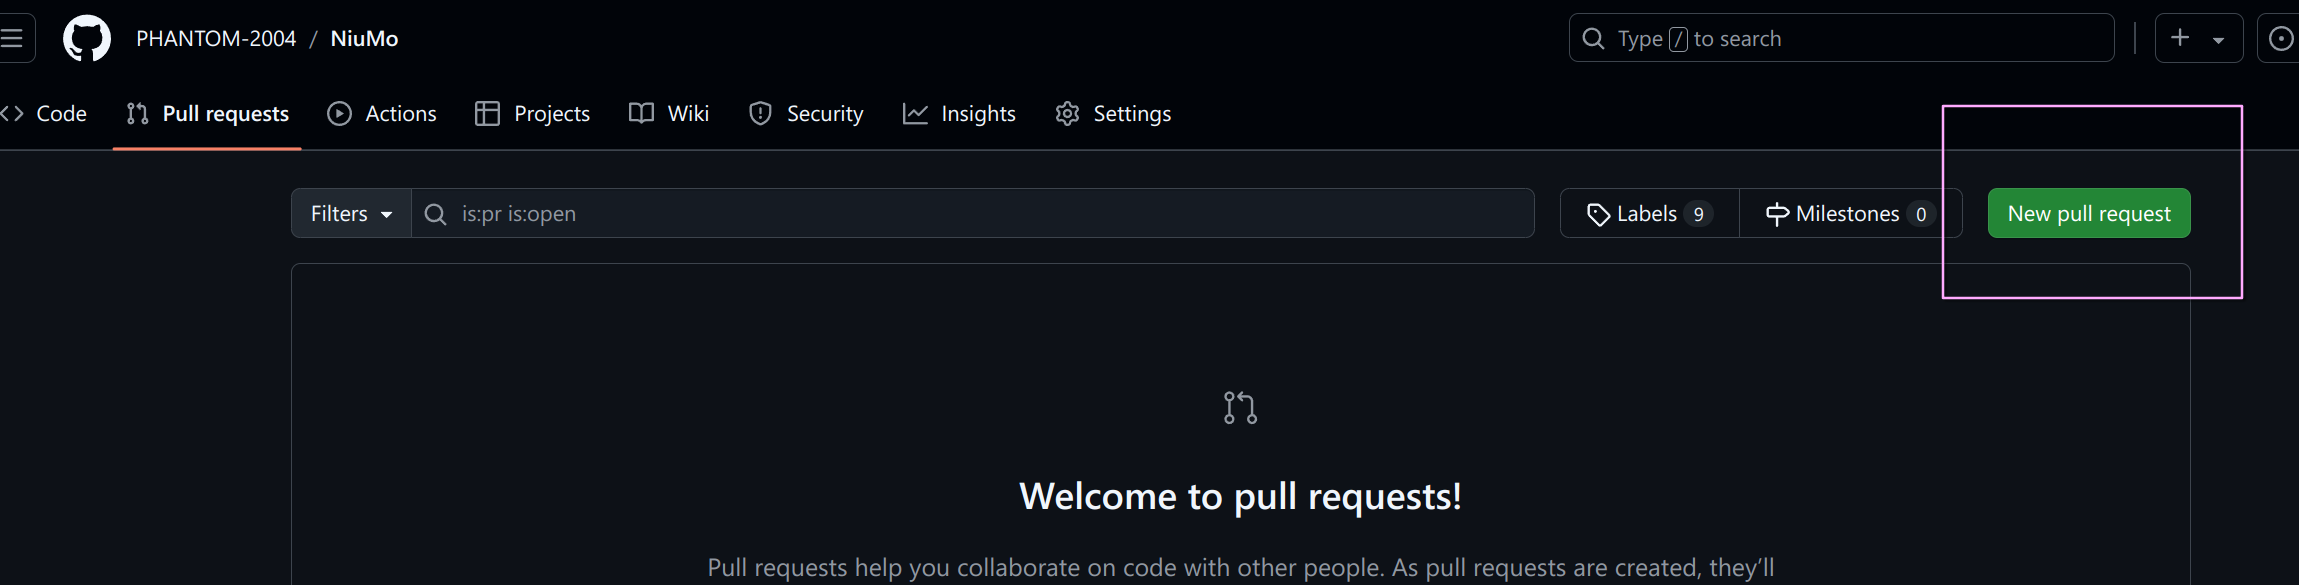 PHANTOM-2004 / NiuMo Type / to search
Code Pull requests Actions Projects Wiki Security Insights Settings
Filters is:pr is:open Labels 9 Milestones 0 New pull request
Welcome to pull requests!
Pull requests help you collaborate on code with other people. As pull requests are created, they’ll